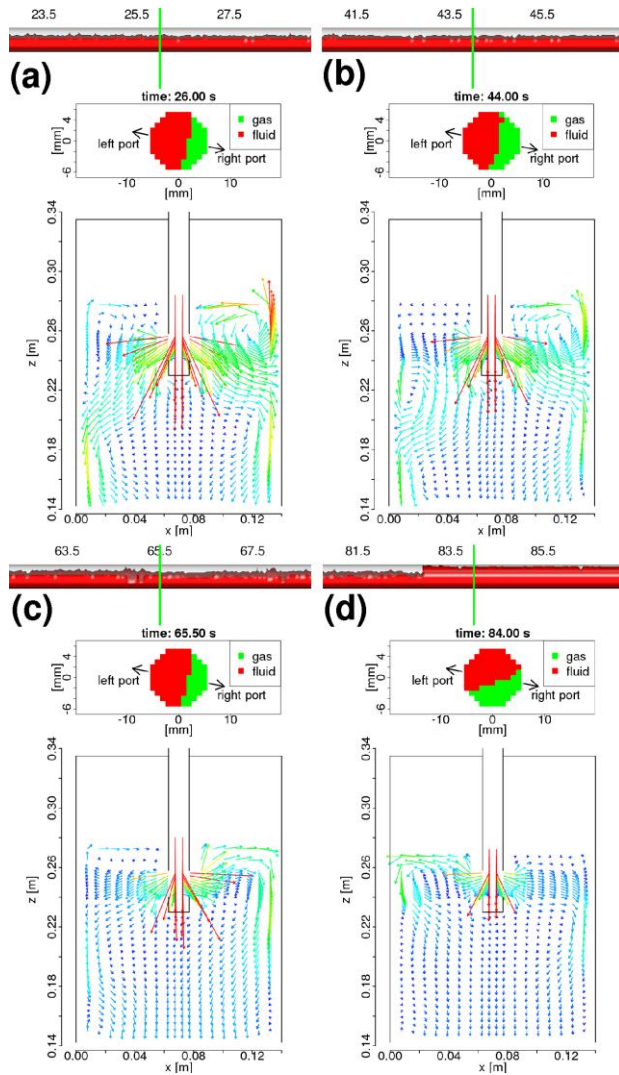 23.5 25.5 27.5
41.5 43.5 45.5
(a)
(b)
time: 26.00 s
gas
fluid
left port
right port
[mm]
4
0
-6
-10 0 10
[mm]
time: 44.00 s
gas
fluid
left port
right port
[mm]
4
0
-6
-10 0 10
[mm]
z [m]
0.34
0.30
0.26
0.22
0.18
0.14
0.00 0.04 0.08 0.12
x [m]
z [m]
0.34
0.30
0.26
0.22
0.18
0.14
0.00 0.04 0.08 0.12
x [m]
63.5 65.5 67.5
81.5 83.5 85.5
(c)
(d)
time: 65.50 s
gas
fluid
left port
right port
[mm]
4
0
-6
-10 0 10
[mm]
time: 84.00 s
gas
fluid
left port
right port
[mm]
4
0
-6
-10 0 10
[mm]
z [m]
0.34
0.30
0.26
0.22
0.18
0.14
0.00 0.04 0.08 0.12
x [m]
z [m]
0.34
0.30
0.26
0.22
0.18
0.14
0.00 0.04 0.08 0.12
x [m]